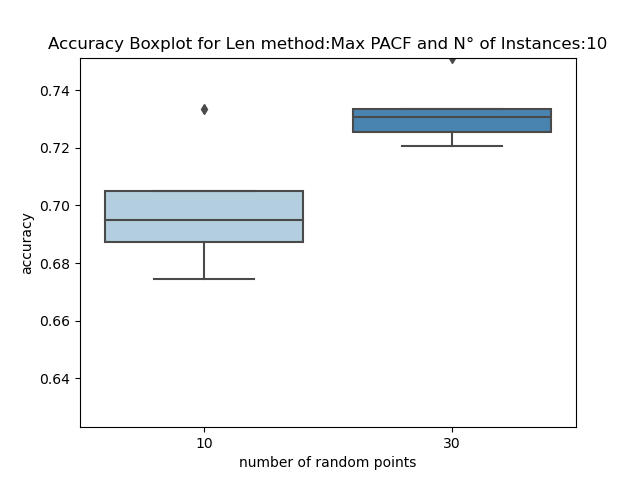 Accuracy Boxplot for Len method:Max PACF and N° of Instances:10
0.74
0.72
0.70
0.68
0.66
0.64
accuracy
10 30
number of random points